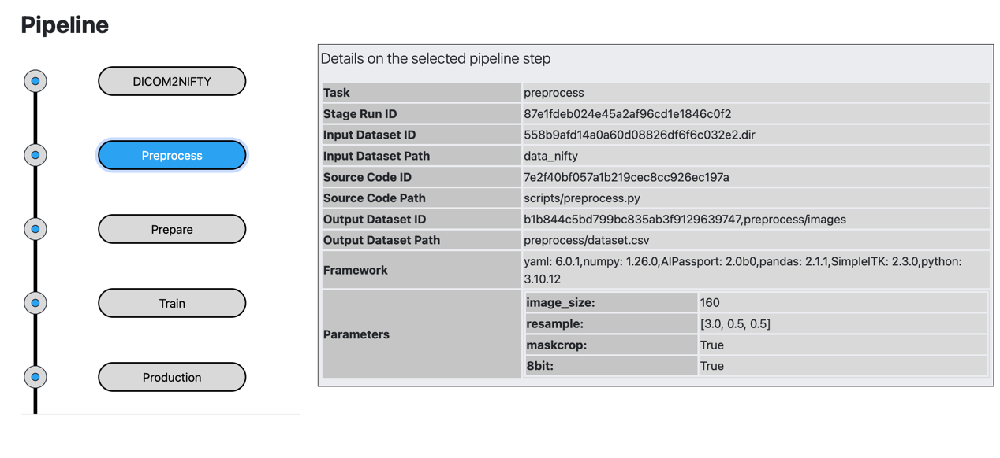 Pipeline
DICOM2NIFTY
Preprocess
Prepare
Train
Production
Details on the selected pipeline step
Task preprocess
Stage Run ID 87e1fdeb024e45a2af96cd1e1846c0f2
Input Dataset ID 558b9afd14a0a60d08826df6f6c032e2.dir
Input Dataset Path data_nifty
Source Code ID 7e2f40bf057a1b219cec8cc926ec197a
Source Code Path scripts/preprocess.py
Output Dataset ID b1b844c5bd799bc835ab3f9129639747,preprocess/images
Output Dataset Path preprocess/dataset.csv
Framework yaml: 6.0.1,numpy: 1.26.0,AIPassport: 2.0b0,pandas: 2.1.1,SimpleITK: 2.3.0,python:
3.10.12
Parameters
image_size: 160
resample: [3.0, 0.5, 0.5]
maskcrop: True
8bit: True